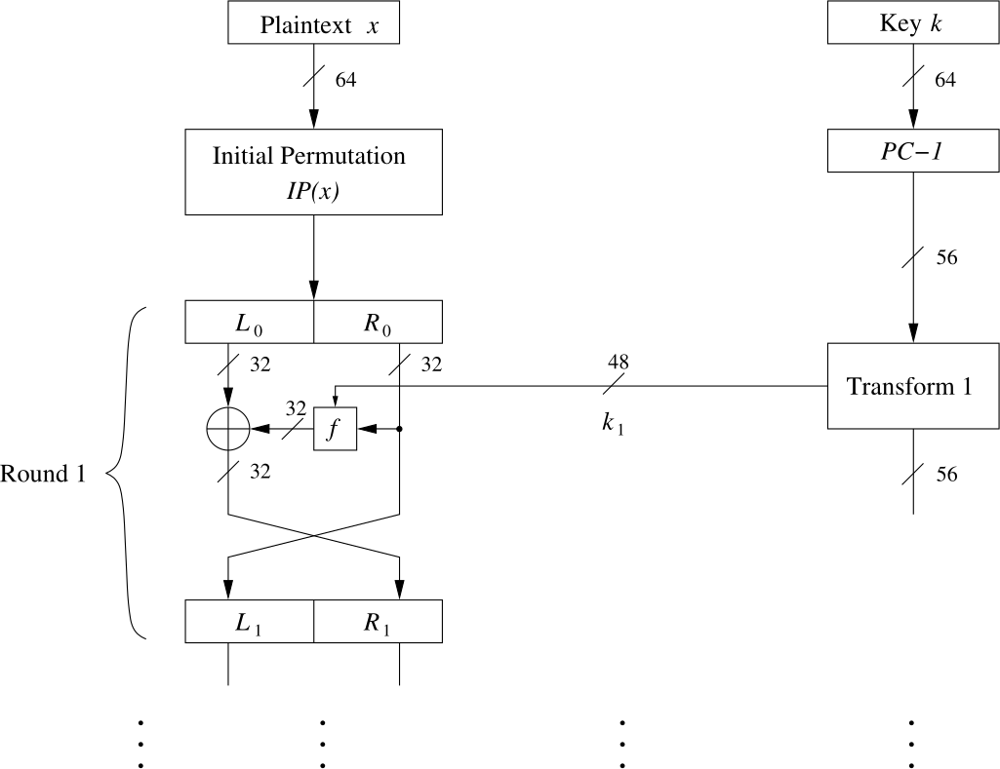 Plaintext x
Key k
64
64
Initial Permutation
IP(x)
PC−1
56
L0
R0
32
32
48
Transform 1
32
f
k1
Round 1
32
56
L1
R1